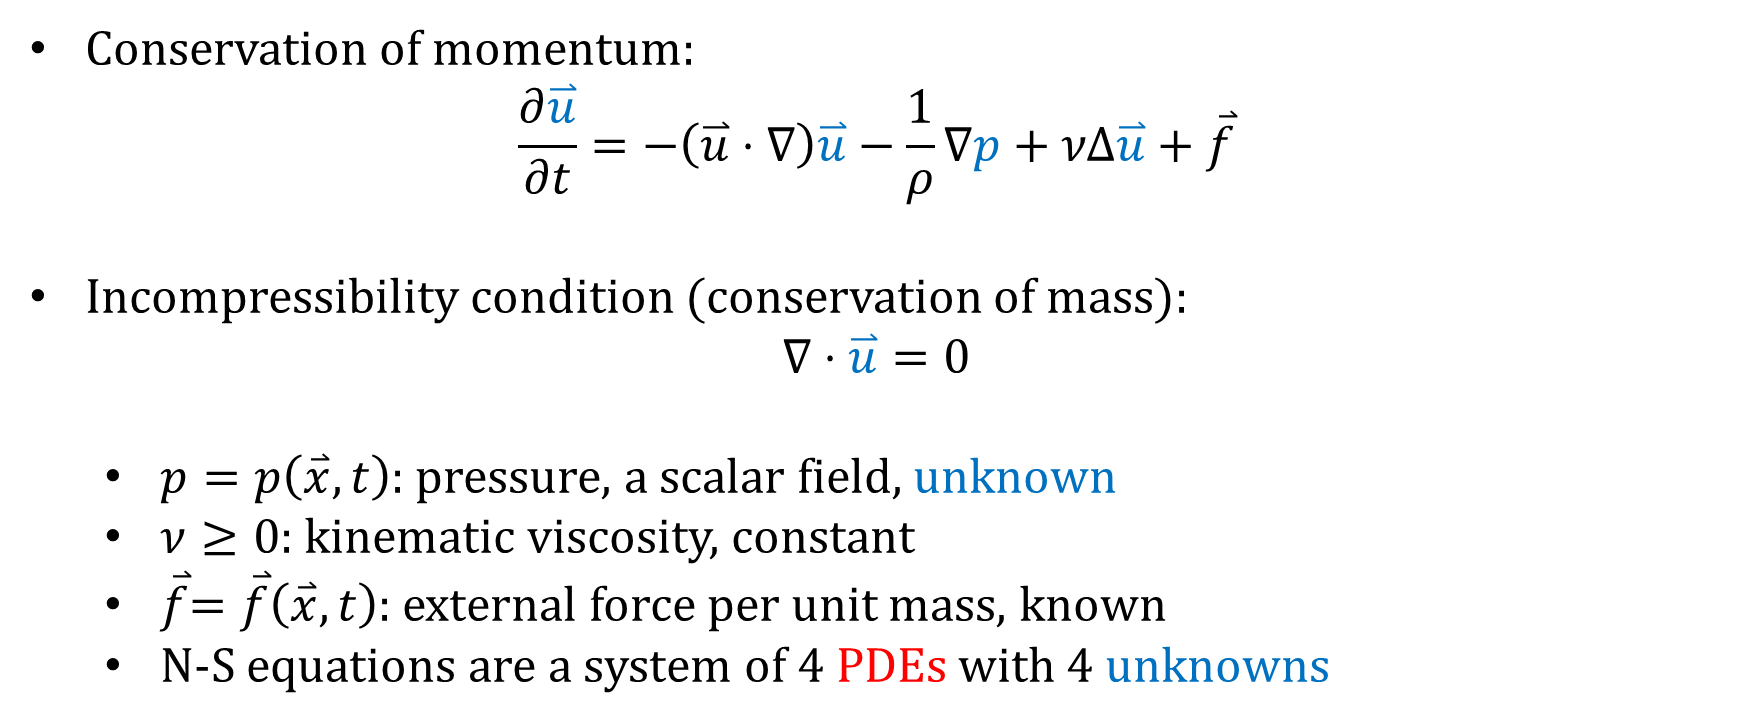 • Conservation of momentum:
∂u⃗/∂t = −(u⃗ · ∇)u⃗ − 1/ρ ∇p + νΔu⃗ + f⃗
• Incompressibility condition (conservation of mass):
∇ · u⃗ = 0
• p = p(x⃗, t): pressure, a scalar field, unknown
• ν ≥ 0: kinematic viscosity, constant
• f⃗ = f⃗(x⃗, t): external force per unit mass, known
• N-S equations are a system of 4 PDEs with 4 unknowns